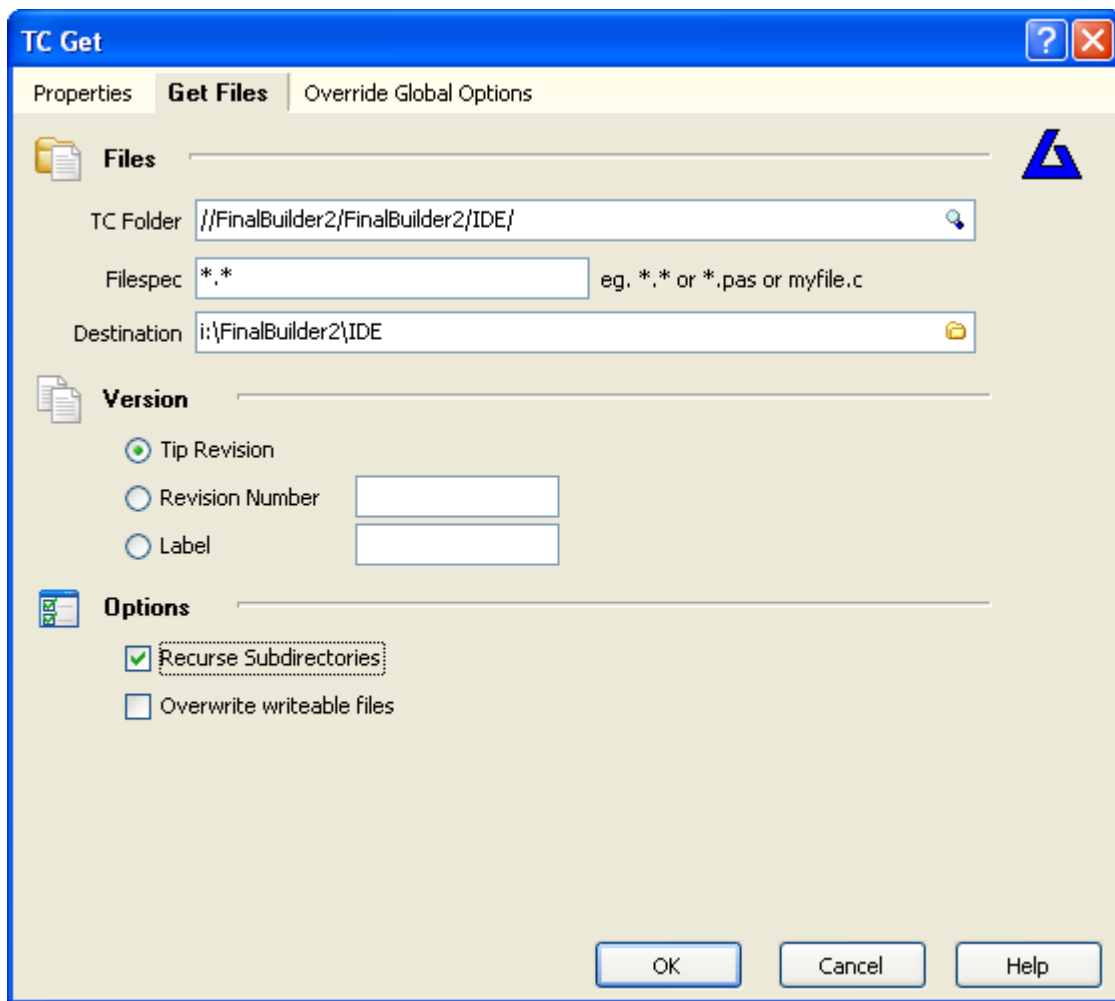 TC Get
Properties Get Files Override Global Options
Files
TC Folder //FinalBuilder2/FinalBuilder2/IDE/
Filespec *.* eg. *.* or *.pas or myfile.c
Destination i:\FinalBuilder2\IDE
Version
Tip Revision
Revision Number
Label
Options
Recurse Subdirectories
Overwrite writeable files
OK Cancel Help